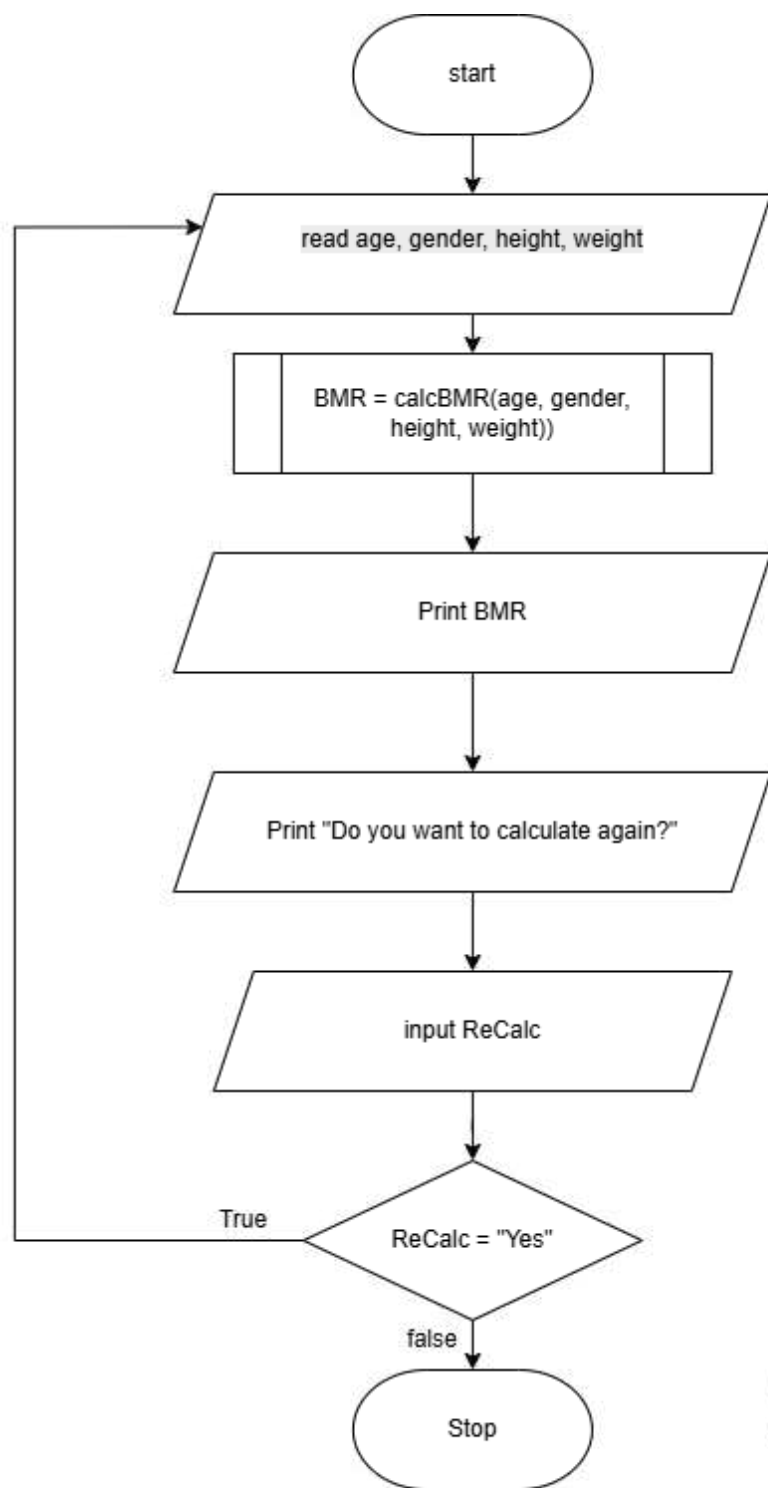 start
read age, gender, height, weight
BMR = calcBMR(age, gender,
height, weight))
Print BMR
Print "Do you want to calculate again?"
input ReCalc
True
ReCalc = "Yes"
false
Stop